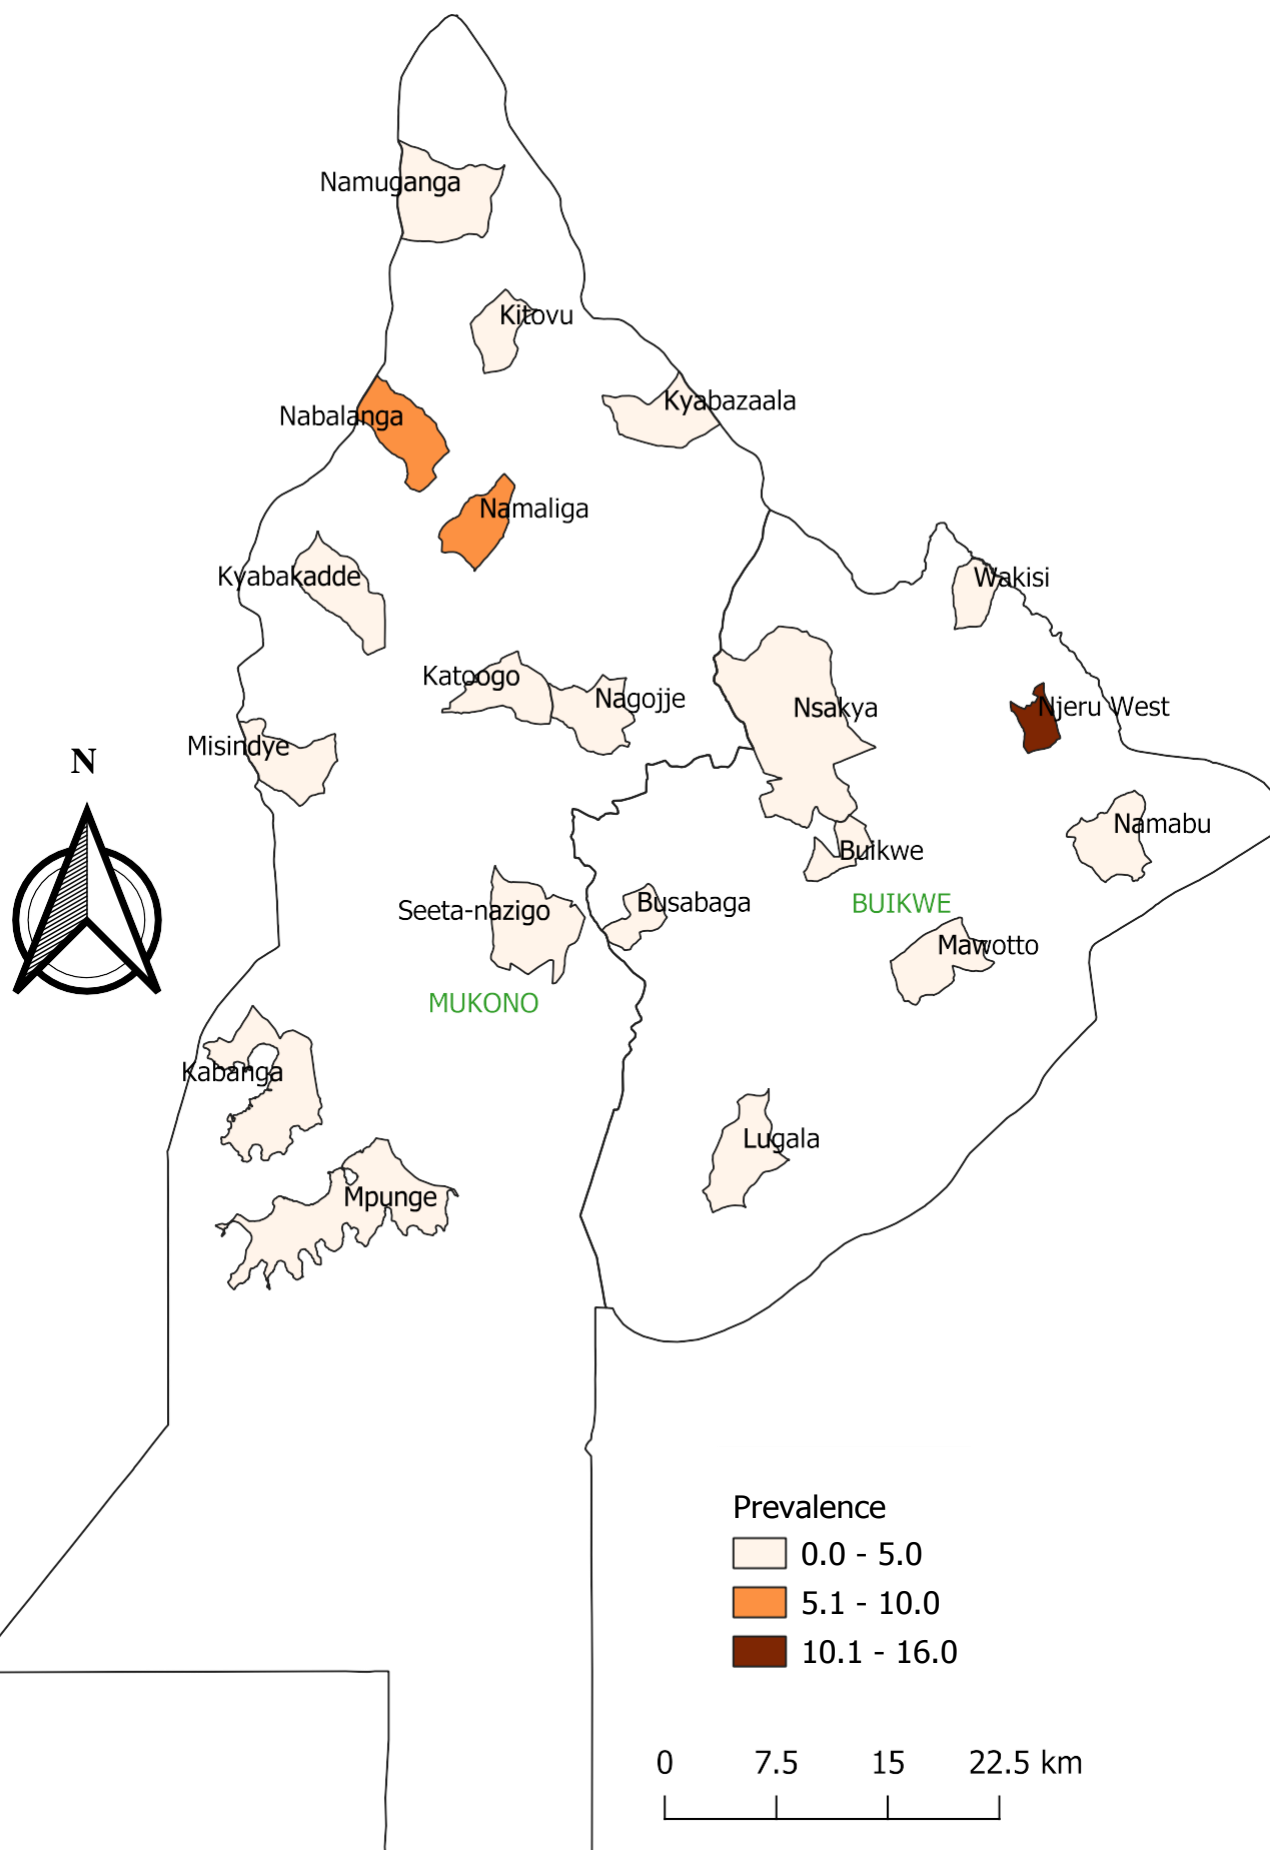 Namuganga
Kitovu
Kyabazaala
Nabalanga
Namaliga
Kyabakadde
Wakisi
Katoogo
Nagojje
Nsakya
Njeru West
Misindye
N
Namabu
Buikwe
Busabaga
BUIKWE
Seeta-nazigo
Mawotto
MUKONO
Kabanga
Lugala
Mpunge
Prevalence
0.0 - 5.0
5.1 - 10.0
10.1 - 16.0
0 7.5 15 22.5 km